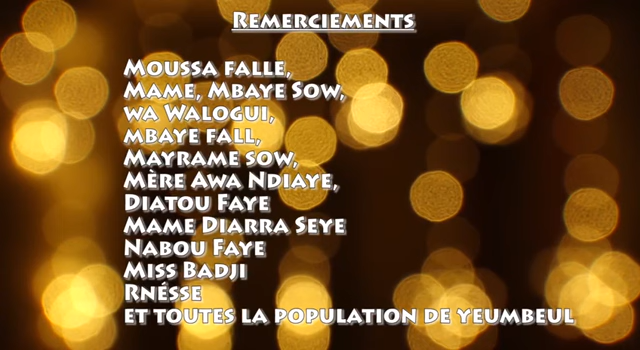 Remerciements
Moussa falle,
Mame, Mbaye Sow,
wa Walogui,
mbaye fall,
Mayrame sow,
Mère Awa Ndiaye,
Diatou Faye
Mame Diarra Seye
Nabou Faye
Miss Badji
Rnésse
et toutes la population de yeumbeul